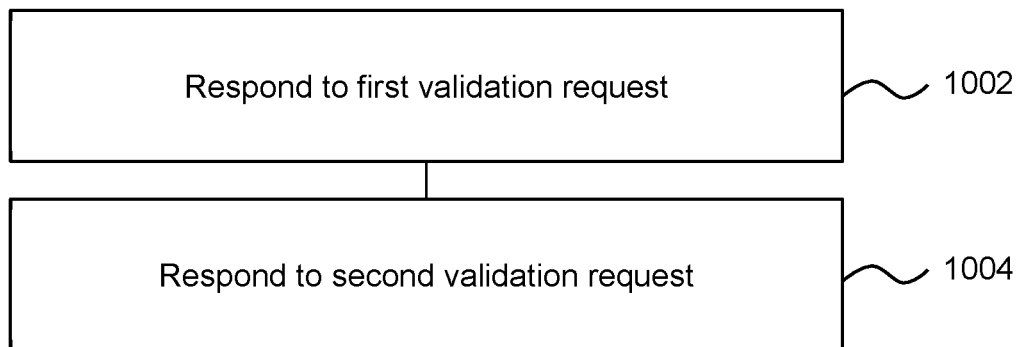 Respond to first validation request
1002
Respond to second validation request
1004